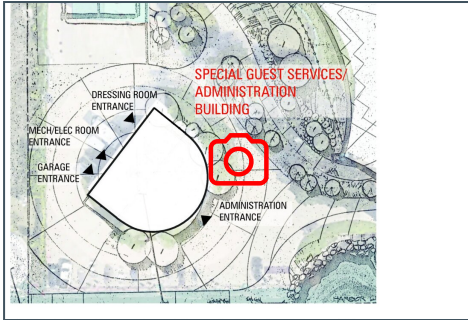 SPECIAL GUEST SERVICES/
ADMINISTRATION
BUILDING
DRESSING ROOM
ENTRANCE
MECH/ELEC ROOM
ENTRANCE
GARAGE
ENTRANCE
ADMINISTRATION
ENTRANCE